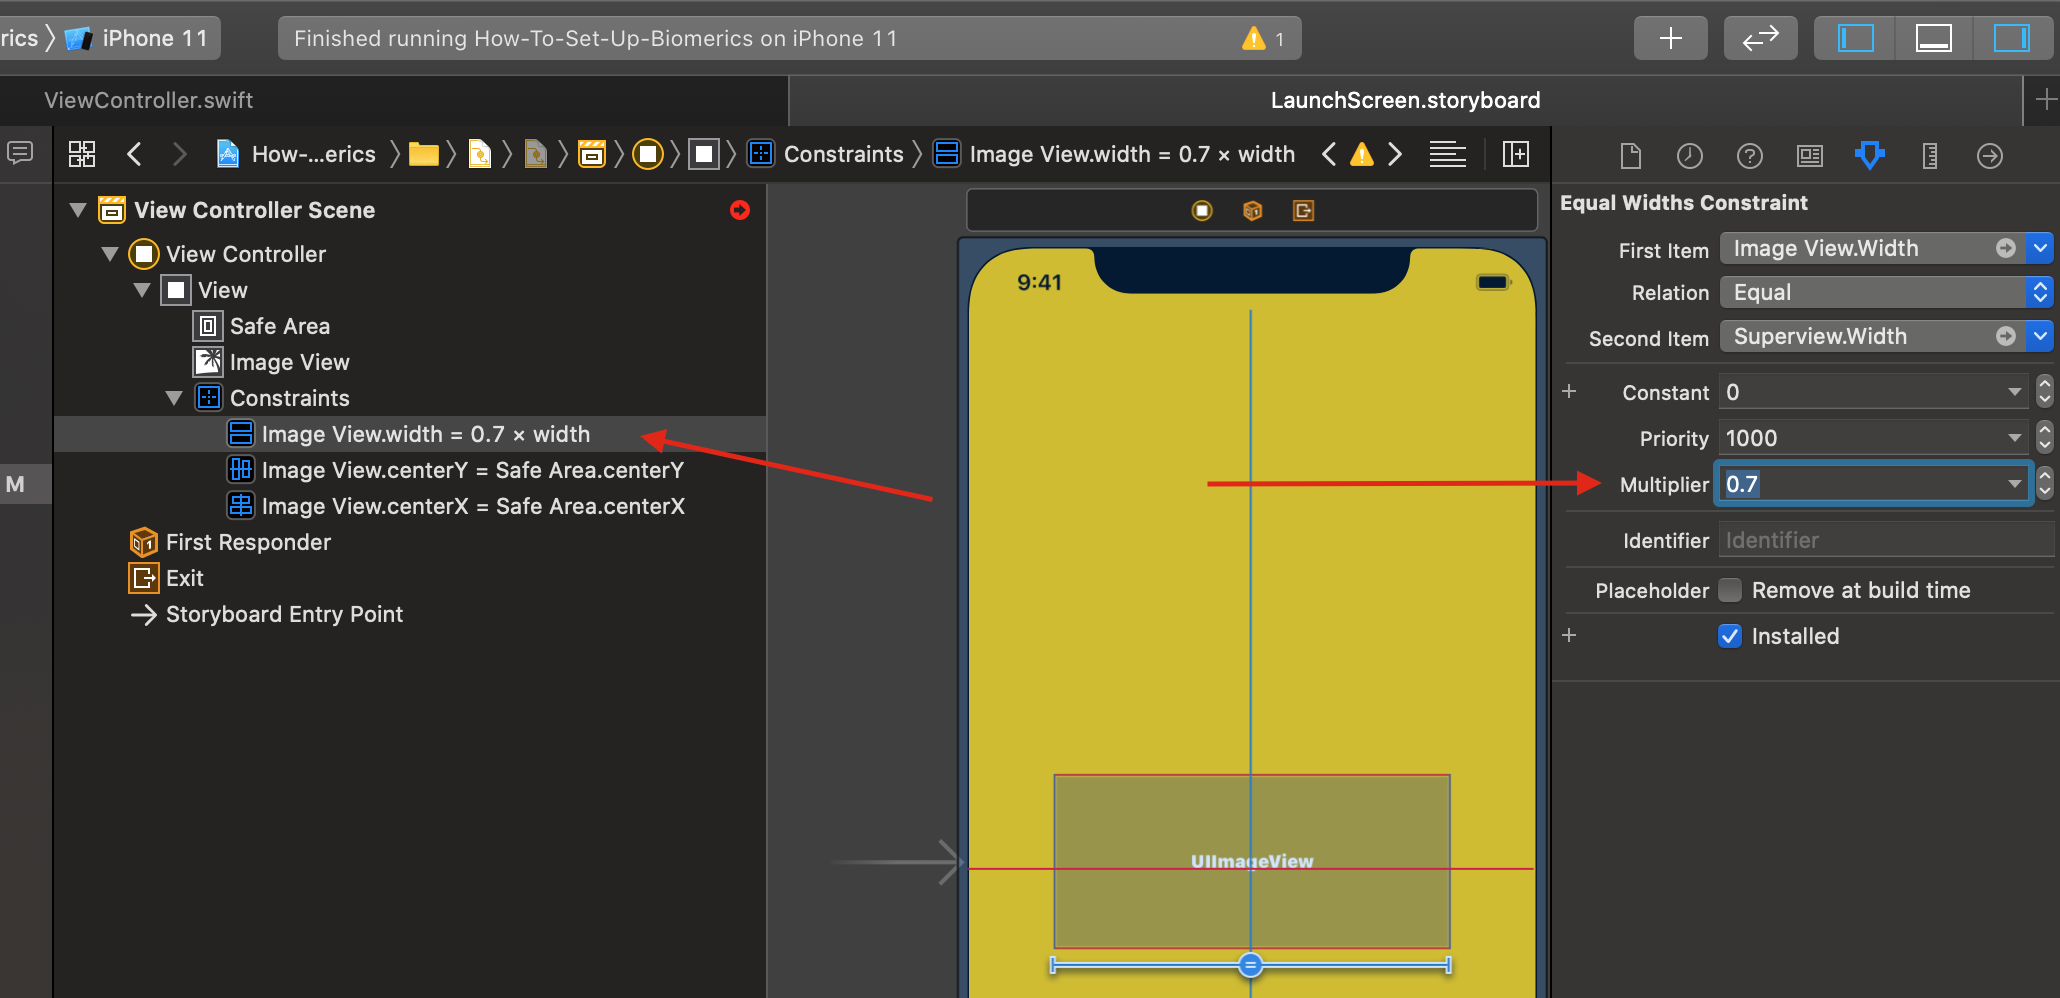 rics iPhone 11
Finished running How-To-Set-Up-Biomerics on iPhone 11
1
ViewController.swift
LaunchScreen.storyboard
How-...erics
Constraints
Image View.width = 0.7 × width
View Controller Scene
View Controller
View
Safe Area
Image View
Constraints
Image View.width = 0.7 × width
Image View.centerY = Safe Area.centerY
Image View.centerX = Safe Area.centerX
First Responder
Exit
Storyboard Entry Point
M
9:41
UIImageView
Equal Widths Constraint
First Item Image View.Width
Relation Equal
Second Item Superview.Width
Constant 0
Priority 1000
Multiplier 0.7
Identifier Identifier
Placeholder Remove at build time
Installed